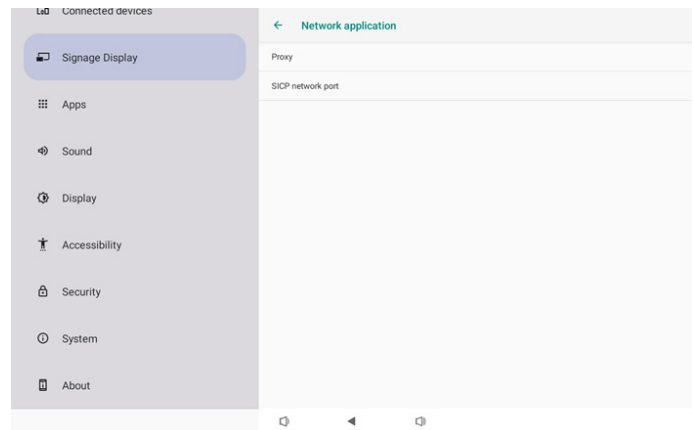 Connected devices
Signage Display
Apps
Sound
Display
Accessibility
Security
System
About
Network application
Proxy
SICP network port